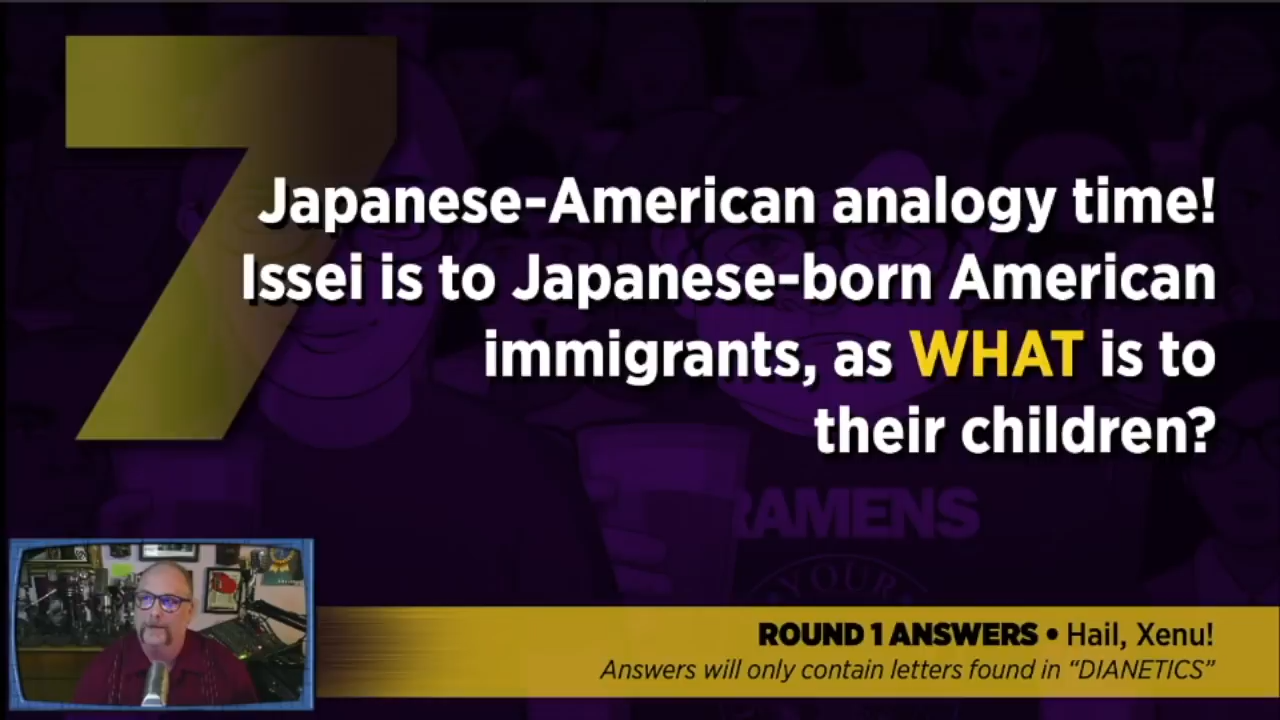 7
Japanese-American analogy time!
Issei is to Japanese-born American
immigrants, as WHAT is to
their children?
RAMENS
YOUR
ROUND 1 ANSWERS • Hail, Xenu!
Answers will only contain letters found in “DIANETICS”